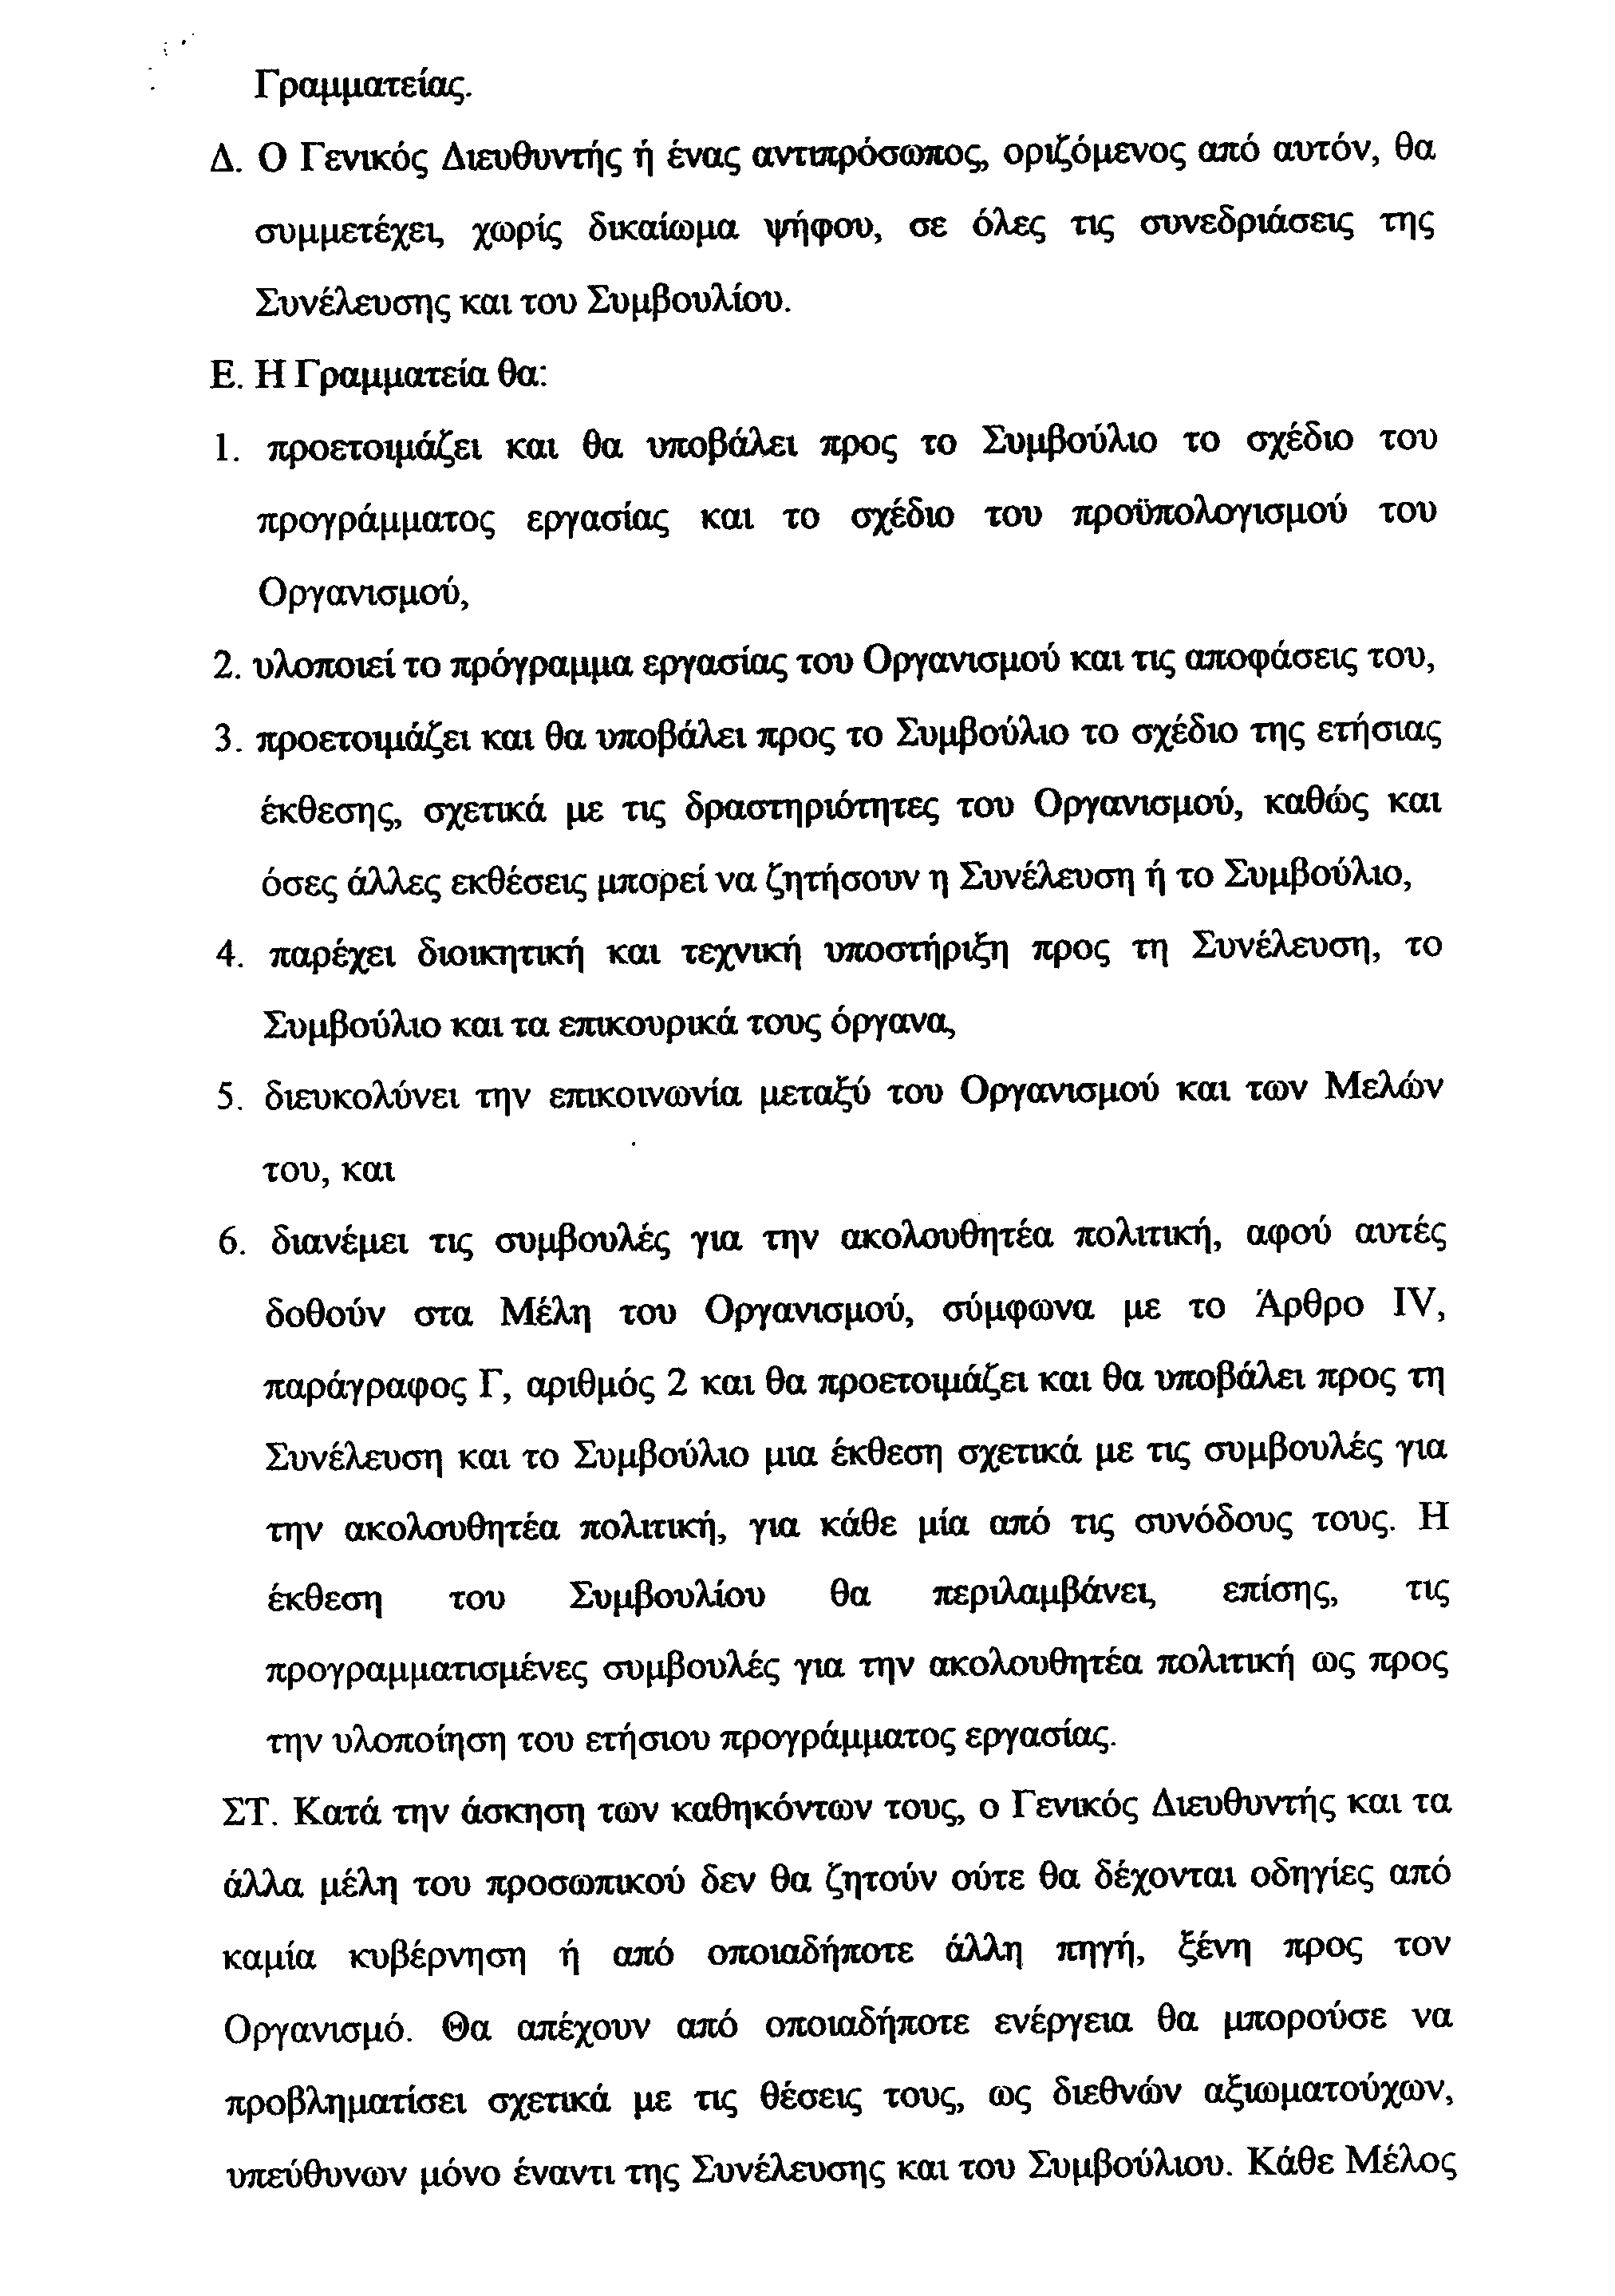 Γραμματείας.
Δ. Ο Γενικός Διευθυντής ή ένας αντιπρόσωπος, οριζόμενος από αυτόν, θα
συμμετέχει, χωρίς δικαίωμα ψήφου, σε όλες τις συνεδριάσεις της
Συνέλευσης και του Συμβουλίου.
Ε. Η Γραμματεία θα:
1. προετοιμάζει και θα υποβάλει προς το Συμβούλιο το σχέδιο του
προγράμματος εργασίας και το σχέδιο του προϋπολογισμού του
Οργανισμού,
2. υλοποιεί το πρόγραμμα εργασίας του Οργανισμού και τις αποφάσεις του,
3. προετοιμάζει και θα υποβάλει προς το Συμβούλιο το σχέδιο της ετήσιας
έκθεσης, σχετικά με τις δραστηριότητες του Οργανισμού, καθώς και
όσες άλλες εκθέσεις μπορεί να ζητήσουν η Συνέλευση ή το Συμβούλιο,
4. παρέχει διοικητική και τεχνική υποστήριξη προς τη Συνέλευση, το
Συμβούλιο και τα επικουρικά τους όργανα,
5. διευκολύνει την επικοινωνία μεταξύ του Οργανισμού και των Μελών
του, και
6. διανέμει τις συμβουλές για την ακολουθητέα πολιτική, αφού αυτές
δοθούν στα Μέλη του Οργανισμού, σύμφωνα με το Άρθρο IV,
παράγραφος Γ, αριθμός 2 και θα προετοιμάζει και θα υποβάλει προς τη
Συνέλευση και το Συμβούλιο μια έκθεση σχετικά με τις συμβουλές για
την ακολουθητέα πολιτική, για κάθε μία από τις συνόδους τους. Η
έκθεση του Συμβουλίου θα περιλαμβάνει, επίσης, τις
προγραμματισμένες συμβουλές για την ακολουθητέα πολιτική ως προς
την υλοποίηση του ετήσιου προγράμματος εργασίας.
ΣΤ. Κατά την άσκηση των καθηκόντων τους, ο Γενικός Διευθυντής και τα
άλλα μέλη του προσωπικού δεν θα ζητούν ούτε θα δέχονται οδηγίες από
καμία κυβέρνηση ή από οποιαδήποτε άλλη πηγή, ξένη προς τον
Οργανισμό. Θα απέχουν από οποιαδήποτε ενέργεια θα μπορούσε να
προβληματίσει σχετικά με τις θέσεις τους, ως διεθνών αξιωματούχων,
υπεύθυνων μόνο έναντι της Συνέλευσης και του Συμβούλιου. Κάθε Μέλος